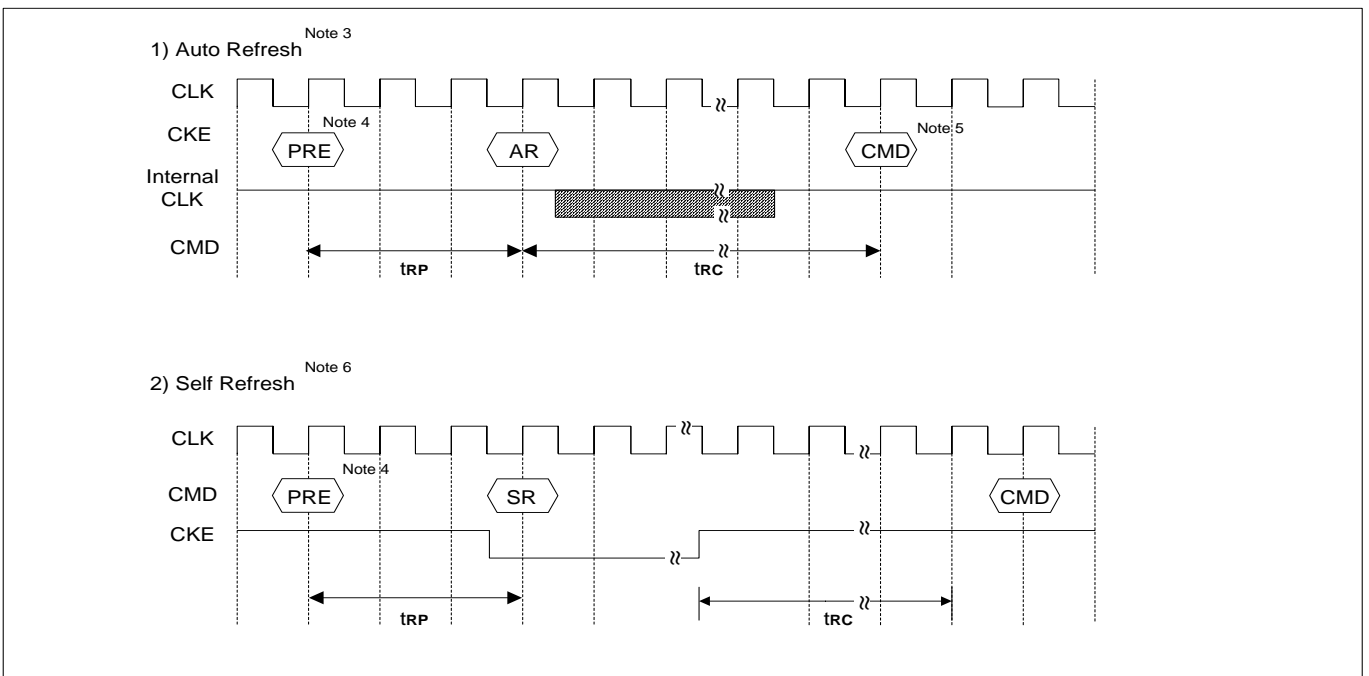 1) Auto Refresh Note 3
CLK
CKE
Note 4
Note 5
PRE
AR
CMD
Internal
CLK
CMD
tRP
tRC
2) Self Refresh Note 6
CLK
Note 4
CMD
PRE
SR
CMD
CKE
tRP
tRC